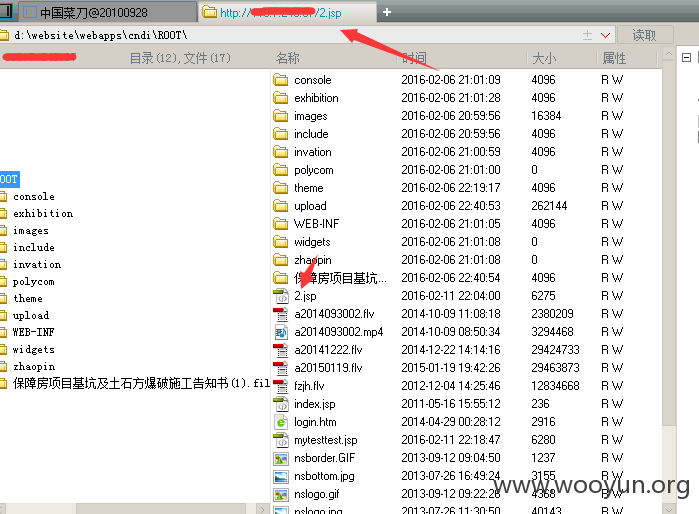 中国菜刀@20100928
http:// /2.jsp
+
d:\website\webapps\cndi\ROOT\ 读取
目录(12),文件(17) 名称 时间 大小 属性
console 2016-02-06 21:01:09 4096 R W
exhibition 2016-02-06 21:01:28 4096 R W
images 2016-02-06 20:59:56 16384 R W
include 2016-02-06 20:59:56 4096 R W
invation 2016-02-06 21:00:59 4096 R W
polycom 2016-02-06 21:01:00 0 R W
theme 2016-02-06 22:19:17 4096 R W
upload 2016-02-06 22:40:53 262144 R W
WEB-INF 2016-02-06 21:01:05 4096 R W
widgets 2016-02-06 21:01:08 0 R W
zhaopin 2016-02-06 21:01:08 0 R W
保障房项目基坑... 2016-02-06 22:40:54 4096 R W
2.jsp 2016-02-11 22:04:00 6275 R W
a2014093002.flv 2014-10-09 11:08:18 2380209 R W
a2014093002.mp4 2014-10-09 08:50:34 3294468 R W
a20141222.flv 2014-12-22 14:14:16 29424733 R W
a20150119.flv 2015-01-19 19:42:26 29463873 R W
fzjh.flv 2012-12-04 14:25:46 12834668 R W
index.jsp 2011-05-16 15:55:12 236 R W
login.htm 2014-04-29 00:28:12 2916 R W
mytesttest.jsp 2016-02-11 22:18:47 6280 R W
nsborder.GIF 2013-09-12 09:04:50 1237 R W
nsbottom.jpg 2013-07-26 16:49:24 3155 R W
nslogo.gif 2013-09-12 09:22:28 4368 R W
nslogo.jpg 2013-07-26 11:30:50 40143 R W
ROOT
console
exhibition
images
include
invation
polycom
theme
upload
WEB-INF
widgets
zhaopin
保障房项目基坑及土石方爆破施工告知书(1).fil
www.wooyun.org